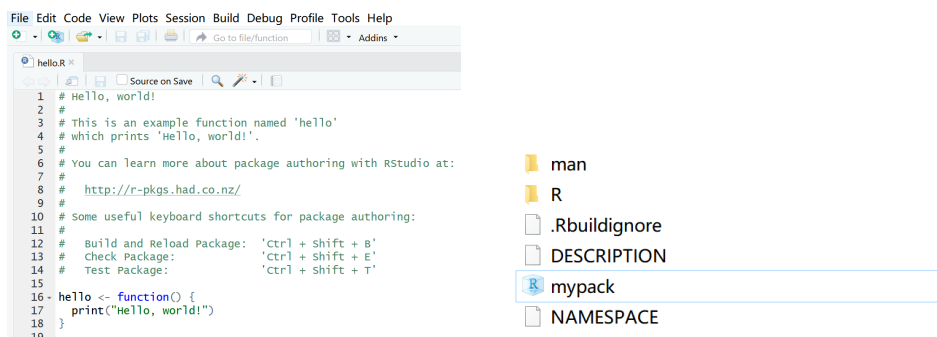 File Edit Code View Plots Session Build Debug Profile Tools Help
Go to file/function Addins
hello.R
Source on Save
1 # Hello, world!
2 #
3 # This is an example function named 'hello'
4 # which prints 'Hello, world!'.
5 #
6 # You can learn more about package authoring with RStudio at:
7 #
8 #   http://r-pkgs.had.co.nz/
9 #
10 # Some useful keyboard shortcuts for package authoring:
11 #
12 #   Build and Reload Package:  'Ctrl + Shift + B'
13 #   Check Package:             'Ctrl + Shift + E'
14 #   Test Package:              'Ctrl + Shift + T'
15
16 hello <- function() {
17   print("Hello, world!")
18 }
19
man
R
.Rbuildignore
DESCRIPTION
R mypack
NAMESPACE